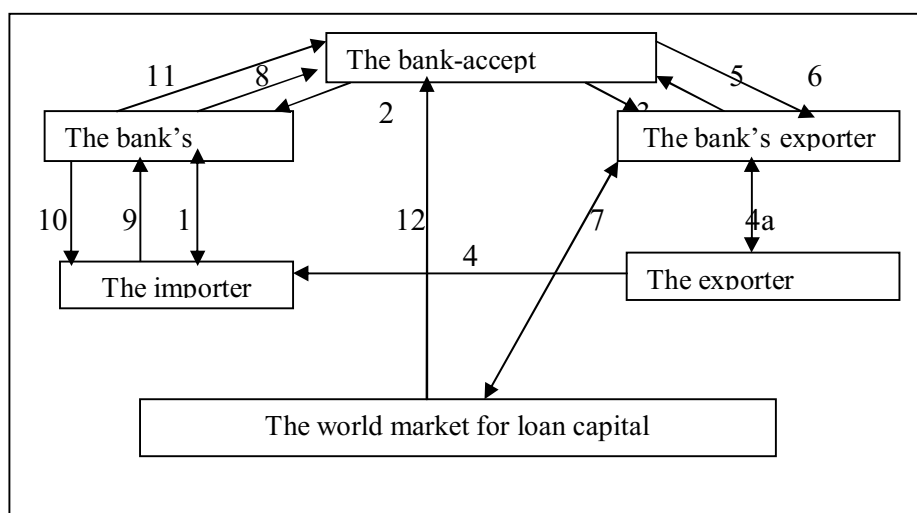 The bank-accept
11
8
2
5
6
The bank's
The bank's exporter
10
9
1
12
7
4a
4
The importer
The exporter
The world market for loan capital